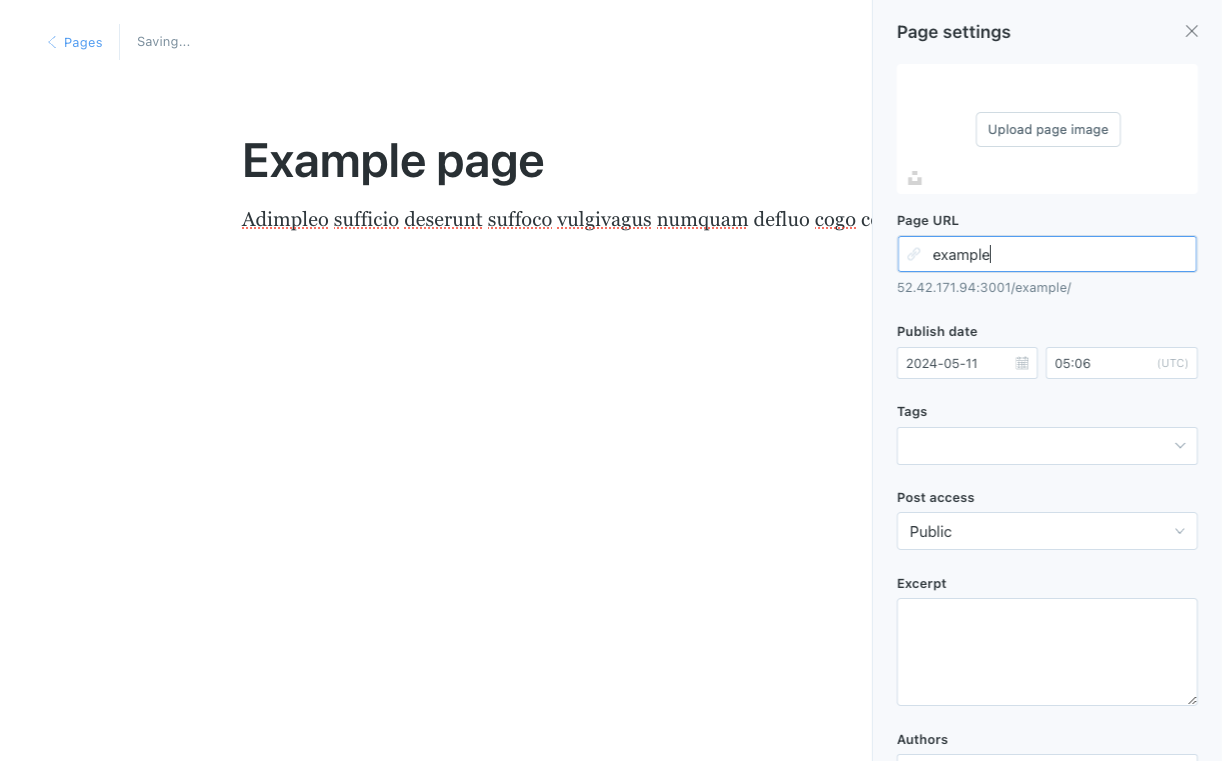 Pages
Saving...
Example page
Adimpleo sufficio deserunt suffoco vulgivagus numquam defluo cogo
Page settings
Upload page image
Page URL
example
52.42.171.94:3001/example/
Publish date
2024-05-11
05:06 (UTC)
Tags
Post access
Public
Excerpt
Authors